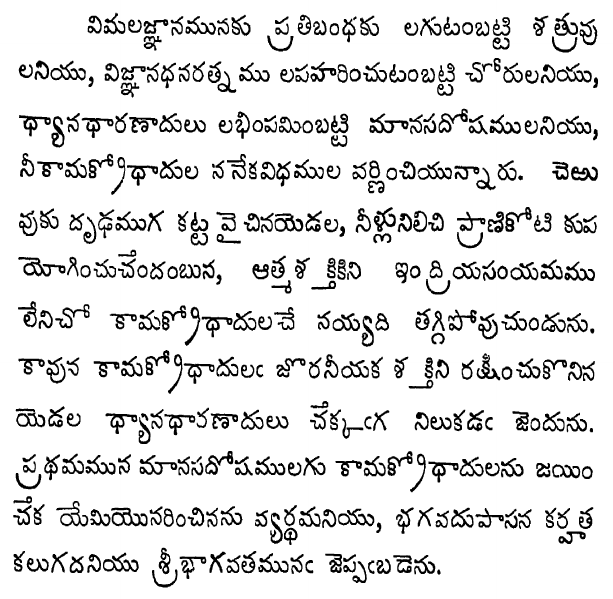 విమలజ్ఞానమునకు ప్రతిబంధకు లగుటంబట్టి శత్రువు
లనియు, విజ్ఞానధనరత్నము లపహరించుటంబట్టి చోరులనియు,
ధ్యానధారణాదులు లభింపమింబట్టి మానసదోషములనియు,
నీకామక్రోధాదుల ననేకవిధముల వర్ణించియున్నారు. చెఱు
వుకు దృఢముగ కట్ట వైచినయెడల, నీళ్లునిలిచి ప్రాణికోటి కుప
యోగించుచందంబున, ఆత్మశక్తికిని ఇంద్రియసంయమము
లేనిచో కామక్రోధాదులచే నయ్యది తగ్గిపోవుచుండును.
కావున కామక్రోధాదులఁ జొరనీయక శక్తిని రక్షించుకొనిన
యెడల ధ్యానధారణాదులు చక్కఁగ నిలుకడఁ జెందును.
ప్రథమమున మానసదోషములగు కామక్రోధాదులను జయిం
చక యేమియొనరించినను వ్యర్థమనియు, భగవదుపాసన కర్హత
కలుగదనియు శ్రీభాగవతమునఁ జెప్పఁబడెను.